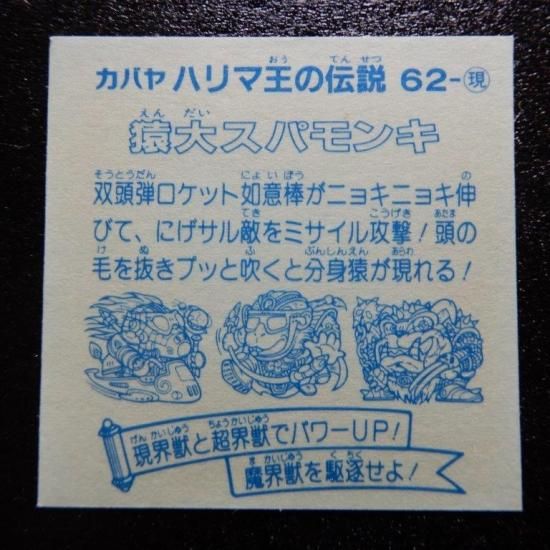 カバヤ ハリマ王の伝説 62-現
猿大スパモンキ
双頭弾ロケット如意棒がニョキニョキ伸
びて、にげサル敵をミサイル攻撃！頭の
毛を抜きプッと吹くと分身猿が現れる！
現界獣と超界獣でパワーUP！
魔界獣を駆逐せよ！